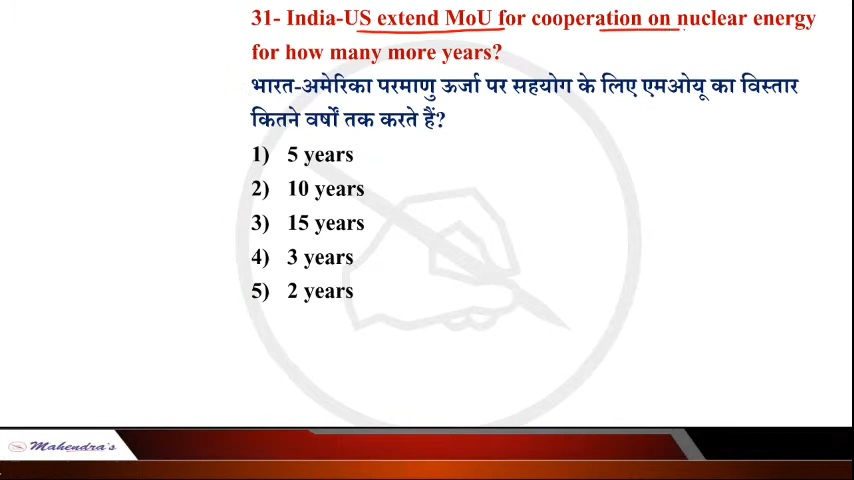 31- India-US extend MoU for cooperation on nuclear energy
for how many more years?
भारत-अमेरिका परमाणु ऊर्जा पर सहयोग के लिए एमओयू का विस्तार
कितने वर्षों तक करते हैं?
1) 5 years
2) 10 years
3) 15 years
4) 3 years
5) 2 years
Mahendra's